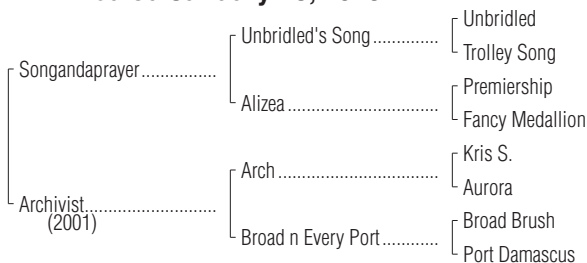 Unbridled
Unbridled's Song
Trolley Song
Songandaprayer
Premiership
Alizea
Fancy Medallion
Kris S.
Arch
Aurora
Archivist
(2001)
Broad Brush
Broad n Every Port
Port Damascus